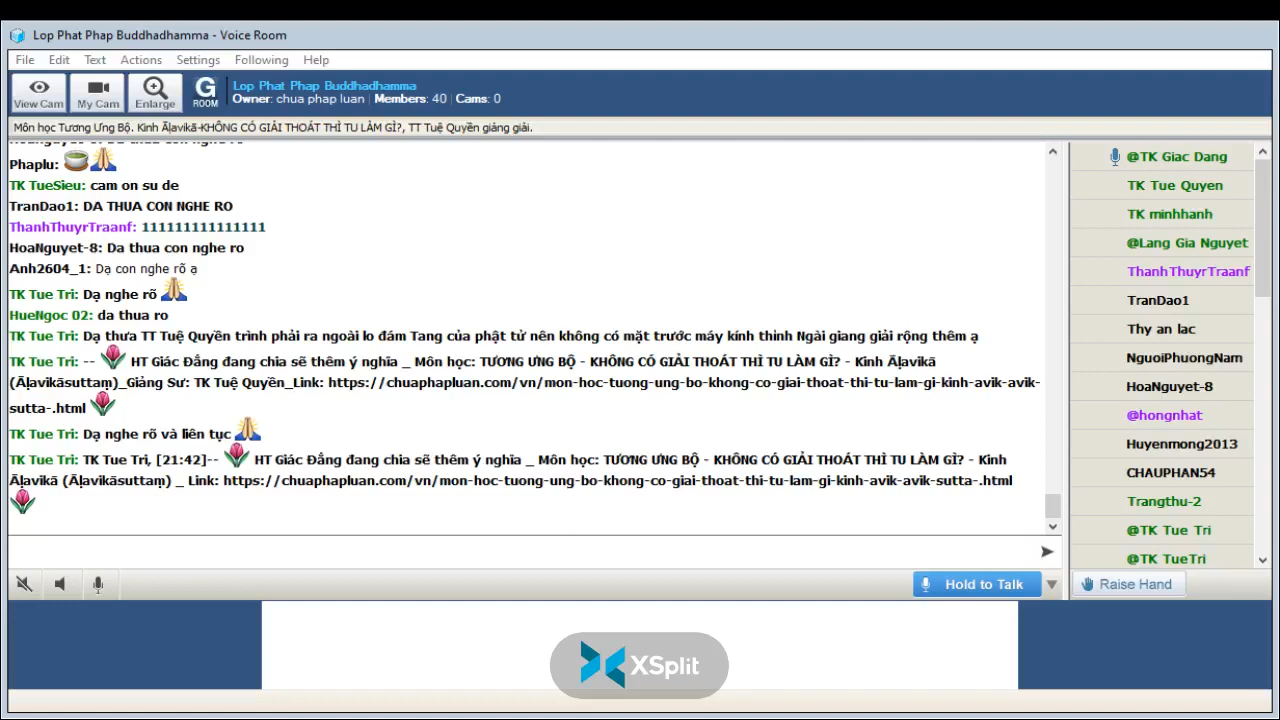 Lop Phat Phap Buddhadhamma - Voice Room
File Edit Text Actions Settings Following Help
View Cam My Cam Enlarge G ROOM
Lop Phat Phap Buddhadhamma
Owner: chua phap luan | Members: 40 | Cams: 0
Môn học Tương Ưng Bộ. Kinh Āḷavikā-KHÔNG CÓ GIẢI THOÁT THÌ TU LÀM GÌ?, TT Tuệ Quyền giảng giải.
Phaplu:
TK TueSieu: cam on su de
TranDao1: DA THUA CON NGHE RO
ThanhThuyrTraanf: 111111111111111
HoaNguyet-8: Da thua con nghe ro
Anh2604_1: Dạ con nghe rõ ạ
TK Tue Tri: Dạ nghe rõ
HueNgoc 02: da thua ro
TK Tue Tri: Dạ thưa TT Tuệ Quyền trình phải ra ngoài lo đám Tang của phật tử nên không có mặt trước máy kính thỉnh Ngài giảng giải rộng thêm ạ
TK Tue Tri: -- HT Giác Đẳng đang chia sẽ thêm ý nghĩa _ Môn học: TƯƠNG ƯNG BỘ - KHÔNG CÓ GIẢI THOÁT THÌ TU LÀM GÌ? - Kinh Āḷavikā
(Āḷavikāsuttaṃ)_Giảng Sư: TK Tuệ Quyền_Link: https://chuaphapluan.com/vn/mon-hoc-tuong-ung-bo-khong-co-giai-thoat-thi-tu-lam-gi-kinh-avik-avik-
sutta-.html
TK Tue Tri: Dạ nghe rõ và liên tục
TK Tue Tri: TK Tue Tri, [21:42]-- HT Giác Đẳng đang chia sẽ thêm ý nghĩa _ Môn học: TƯƠNG ƯNG BỘ - KHÔNG CÓ GIẢI THOÁT THÌ TU LÀM GÌ? - Kinh
Āḷavikā (Āḷavikāsuttaṃ) _ Link: https://chuaphapluan.com/vn/mon-hoc-tuong-ung-bo-khong-co-giai-thoat-thi-tu-lam-gi-kinh-avik-avik-sutta-.html
@TK Giac Dang
TK Tue Quyen
TK minhhanh
@Lang Gia Nguyet
ThanhThuyrTraanf
TranDao1
Thy an lac
NguoiPhuongNam
HoaNguyet-8
@hongnhat
Huyenmong2013
CHAUPHAN54
Trangthu-2
@TK Tue Tri
@TK TueTri
Hold to Talk
Raise Hand
XSplit